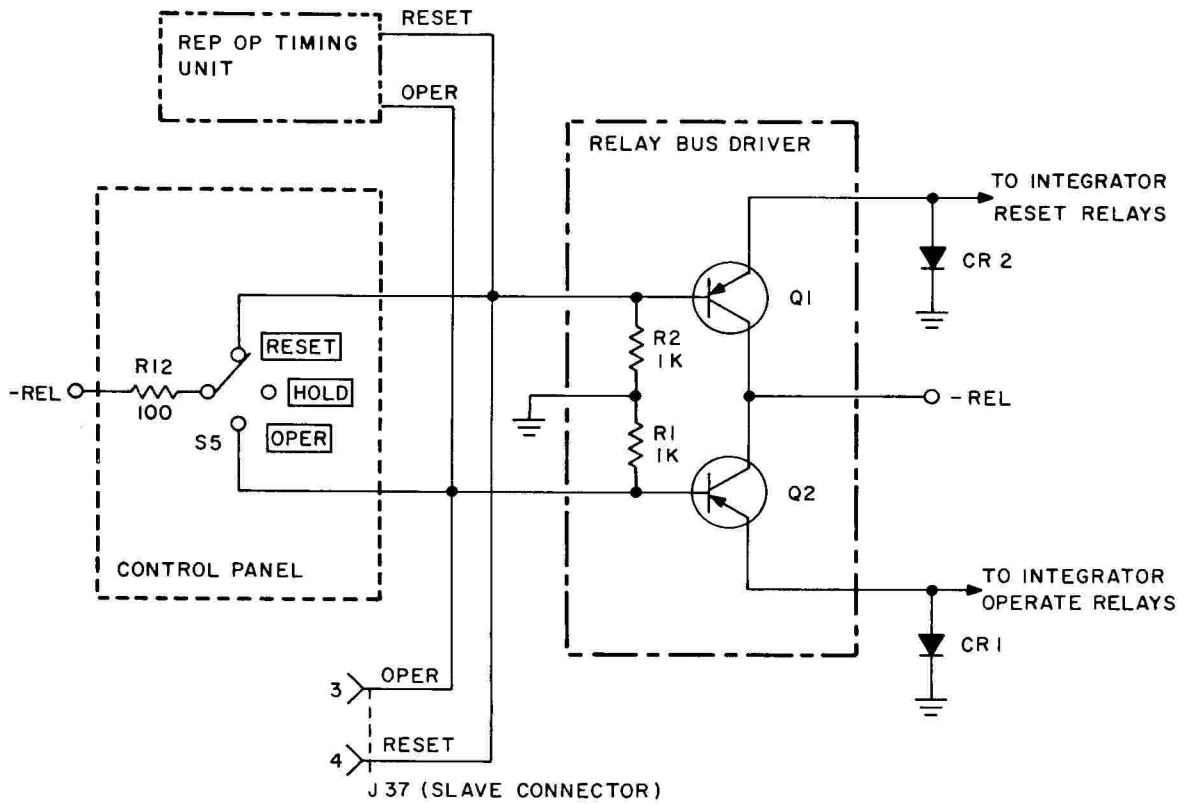 RESET
REP OP TIMING
UNIT
OPER
RELAY BUS DRIVER
TO INTEGRATOR
RESET RELAYS
CR 2
Q1
R2
1K
RESET
R12
-REL
HOLD
100
-REL
S5
OPER
R1
1K
Q2
CONTROL PANEL
TO INTEGRATOR
OPERATE RELAYS
CR 1
3
OPER
4
RESET
J 37 (SLAVE CONNECTOR)